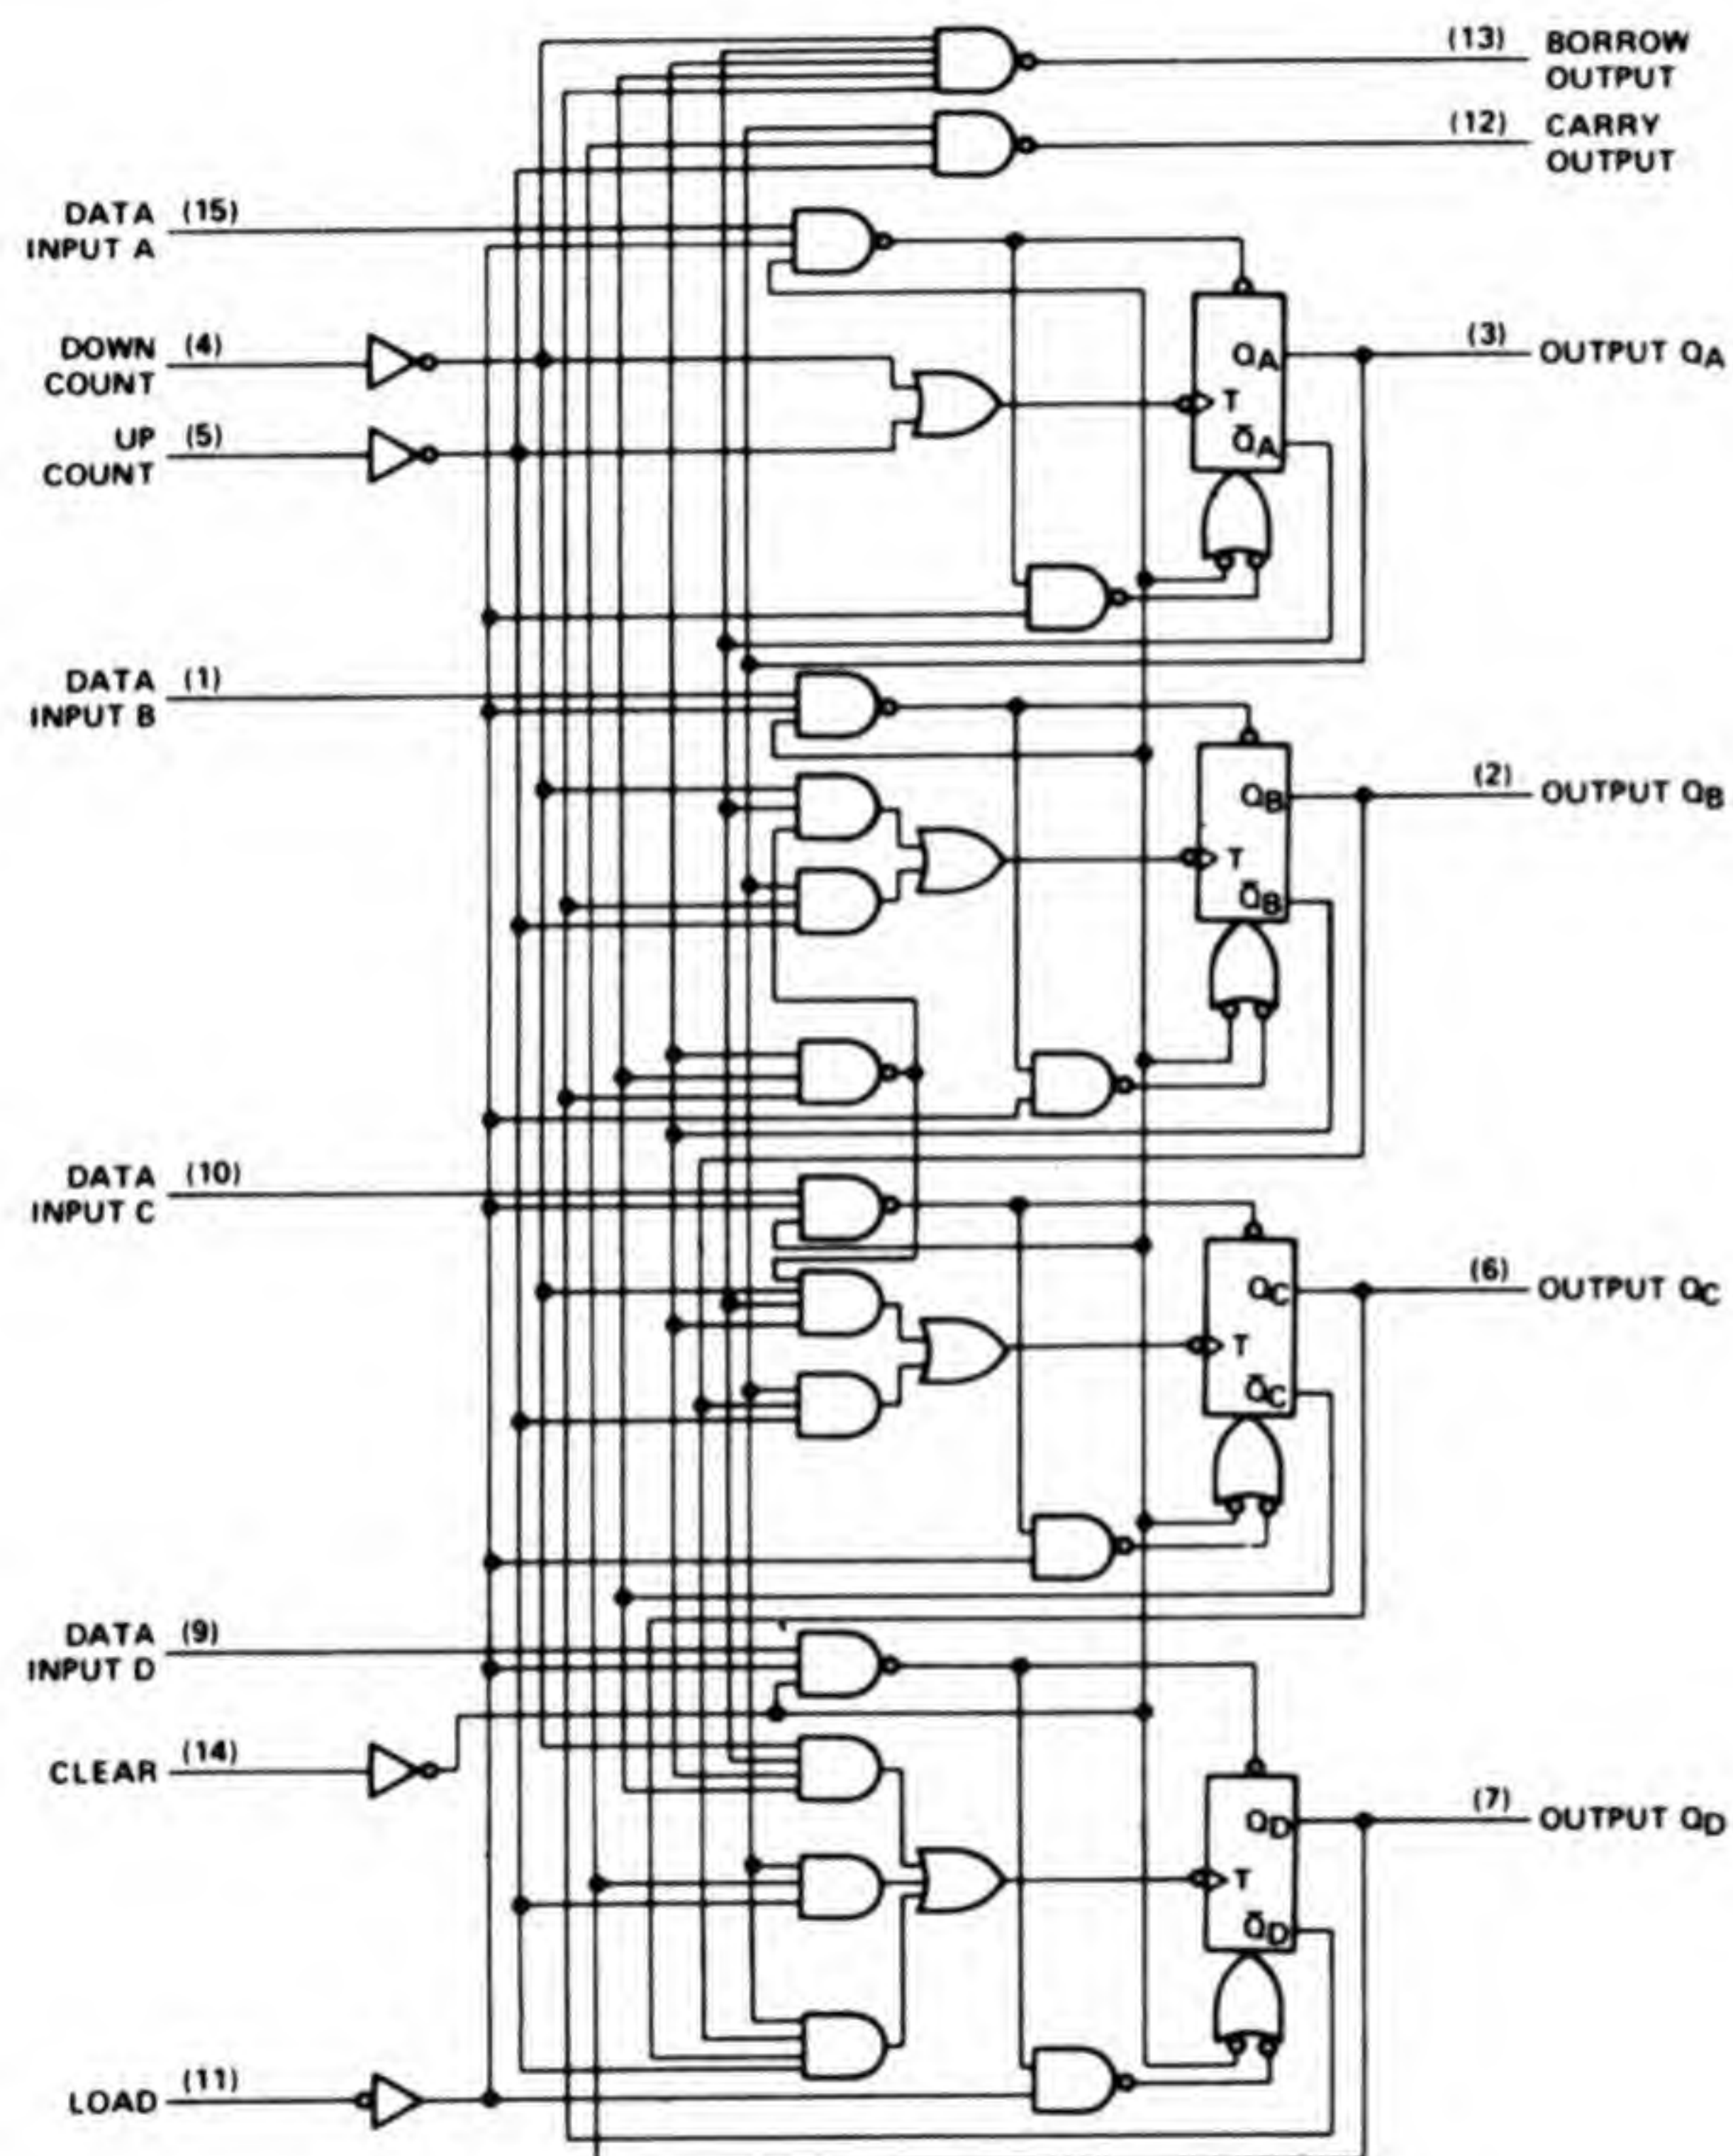 (13) BORROW
OUTPUT
(12) CARRY
OUTPUT
DATA (15)
INPUT A
DOWN (4)
COUNT
(3) OUTPUT QA
QA
T
UP (5)
COUNT
Q̄A
DATA (1)
INPUT B
(2) OUTPUT QB
QB
T
Q̄B
DATA (10)
INPUT C
(6) OUTPUT QC
QC
T
Q̄C
DATA (9)
INPUT D
CLEAR (14)
(7) OUTPUT QD
QD
T
Q̄D
LOAD (11)